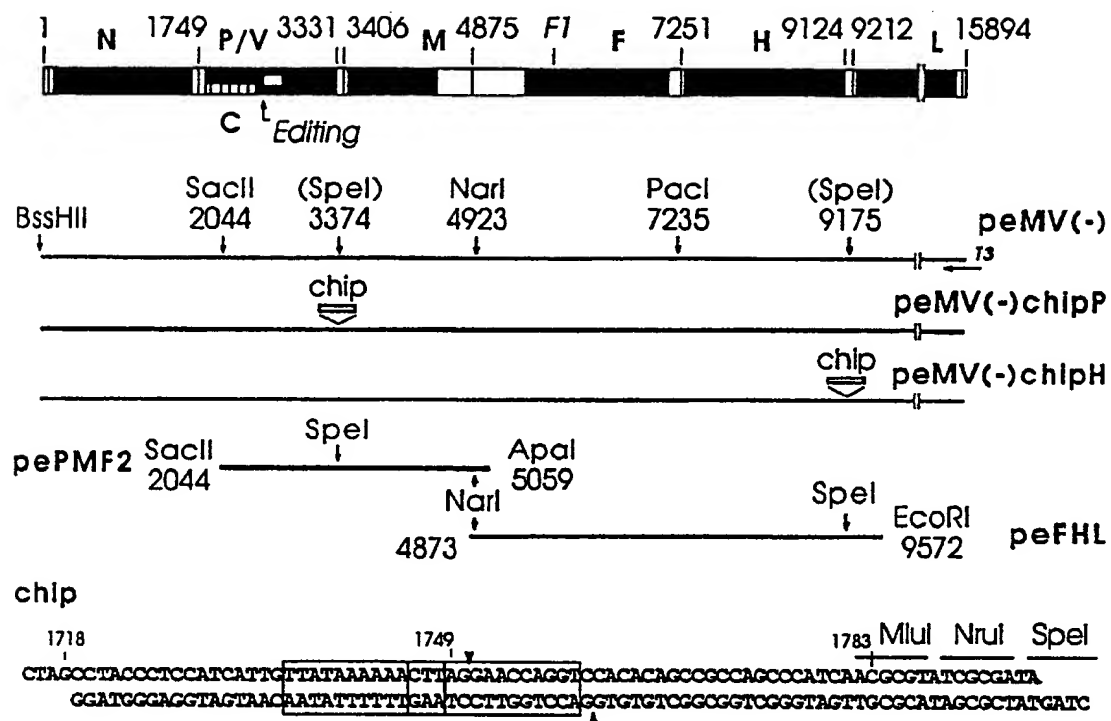 1 N 1749 P/V 3331 3406 M 4875 F1 F 7251 H 9124 9212 L 15894
C Editing
SacII (SpeI) NarI PacI (SpeI)
BssHII 2044 3374 4923 7235 9175 peMV(-)
T3
chip
peMV(-)chipP
chip
peMV(-)chipH
SpeI
pePMF2 SacII ApaI
2044 5059
NarI
SpeI
4873 EcoRI peFHL
9572
chip
1718 1749 1783 MluI NruI SpeI
CTAGCCTACCCTCCATCATTGTTATAAAAAACTTAGGAACCAGGTCCACACAGCCGCCAGCCCATCAACGCGTATCGCGATA
GGATGGGAGGTAGTAACAATATTTTTTGAATCCTTGGTCCAGGTGTGTCGGCGGTCGGGTAGTTGCGCATAGCGCTATGATC